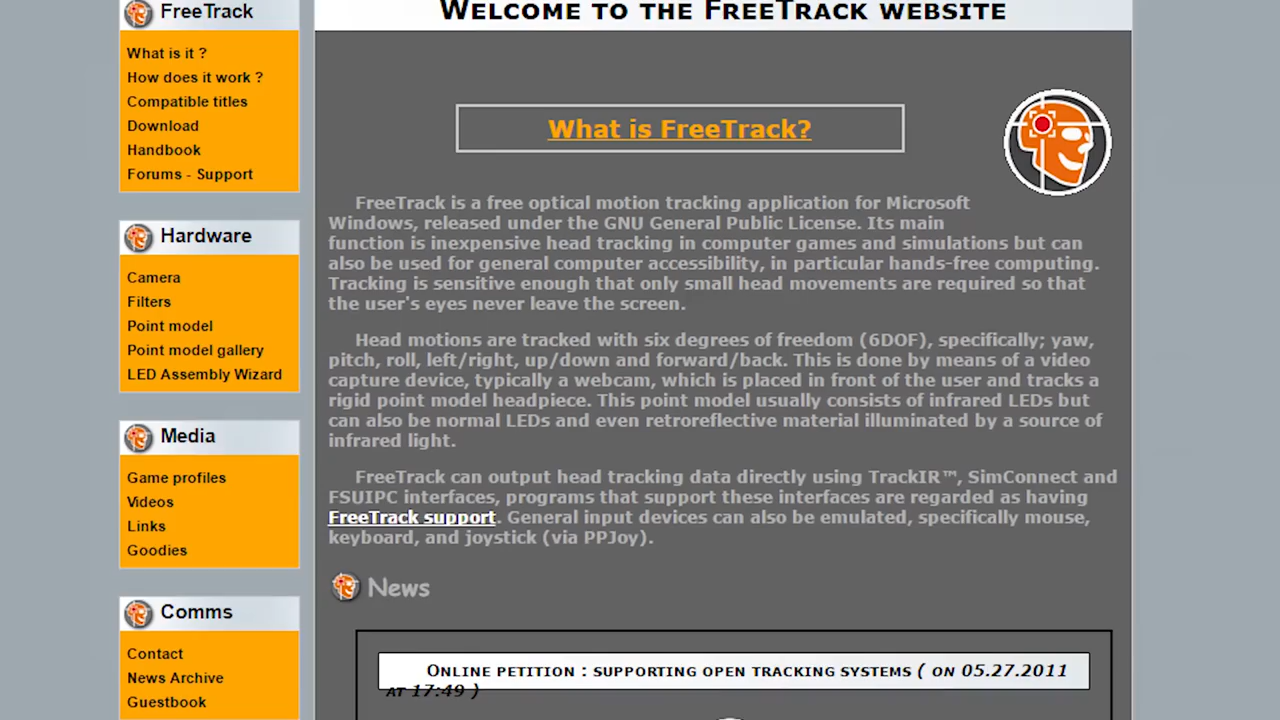 FreeTrack
What is it ?
How does it work ?
Compatible titles
Download
Handbook
Forums - Support
Hardware
Camera
Filters
Point model
Point model gallery
LED Assembly Wizard
Media
Game profiles
Videos
Links
Goodies
Comms
Contact
News Archive
Guestbook
Welcome to the FreeTrack website
What is FreeTrack?
FreeTrack is a free optical motion tracking application for Microsoft
Windows, released under the GNU General Public License. Its main
function is inexpensive head tracking in computer games and simulations but can
also be used for general computer accessibility, in particular hands-free computing.
Tracking is sensitive enough that only small head movements are required so that
the user's eyes never leave the screen.
Head motions are tracked with six degrees of freedom (6DOF), specifically; yaw,
pitch, roll, left/right, up/down and forward/back. This is done by means of a video
capture device, typically a webcam, which is placed in front of the user and tracks a
rigid point model headpiece. This point model usually consists of infrared LEDs but
can also be normal LEDs and even retroreflective material illuminated by a source of
infrared light.
FreeTrack can output head tracking data directly using TrackIR™, SimConnect and
FSUIPC interfaces, programs that support these interfaces are regarded as having
FreeTrack support. General input devices can also be emulated, specifically mouse,
keyboard, and joystick (via PPJoy).
News
Online petition : supporting open tracking systems ( on 05.27.2011
at 17:49 )